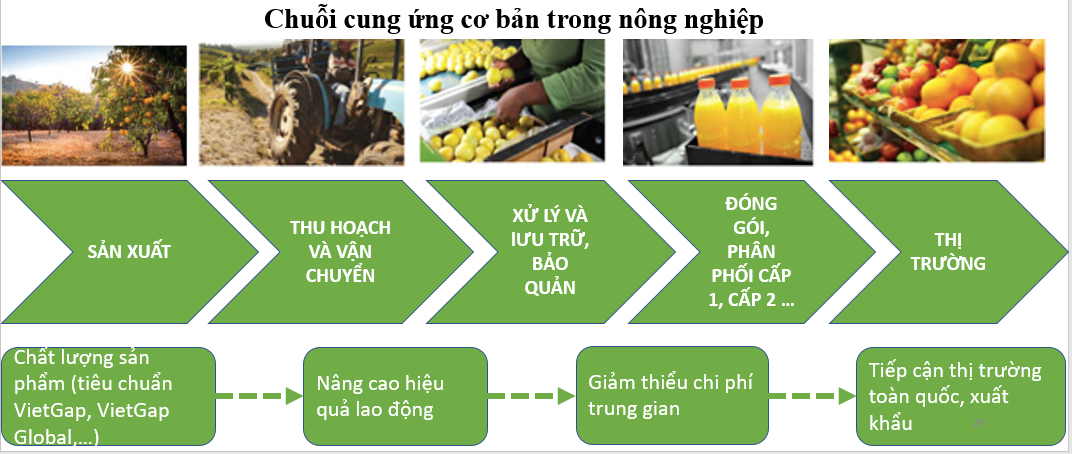 Chuỗi cung ứng cơ bản trong nông nghiệp
SẢN XUẤT
THU HOẠCH
VÀ VẬN
CHUYỂN
XỬ LÝ VÀ
lƯU TRỮ,
BẢO
QUẢN
ĐÓNG
GÓI,
PHÂN
PHỐI CẤP
1, CẤP 2 ...
THỊ
TRƯỜNG
Chất lượng sản
phẩm (tiêu chuẩn
VietGap, VietGap
Global,...)
Nâng cao hiệu
quả lao động
Giảm thiểu chi phí
trung gian
Tiếp cận thị trường
toàn quốc, xuất
khẩu